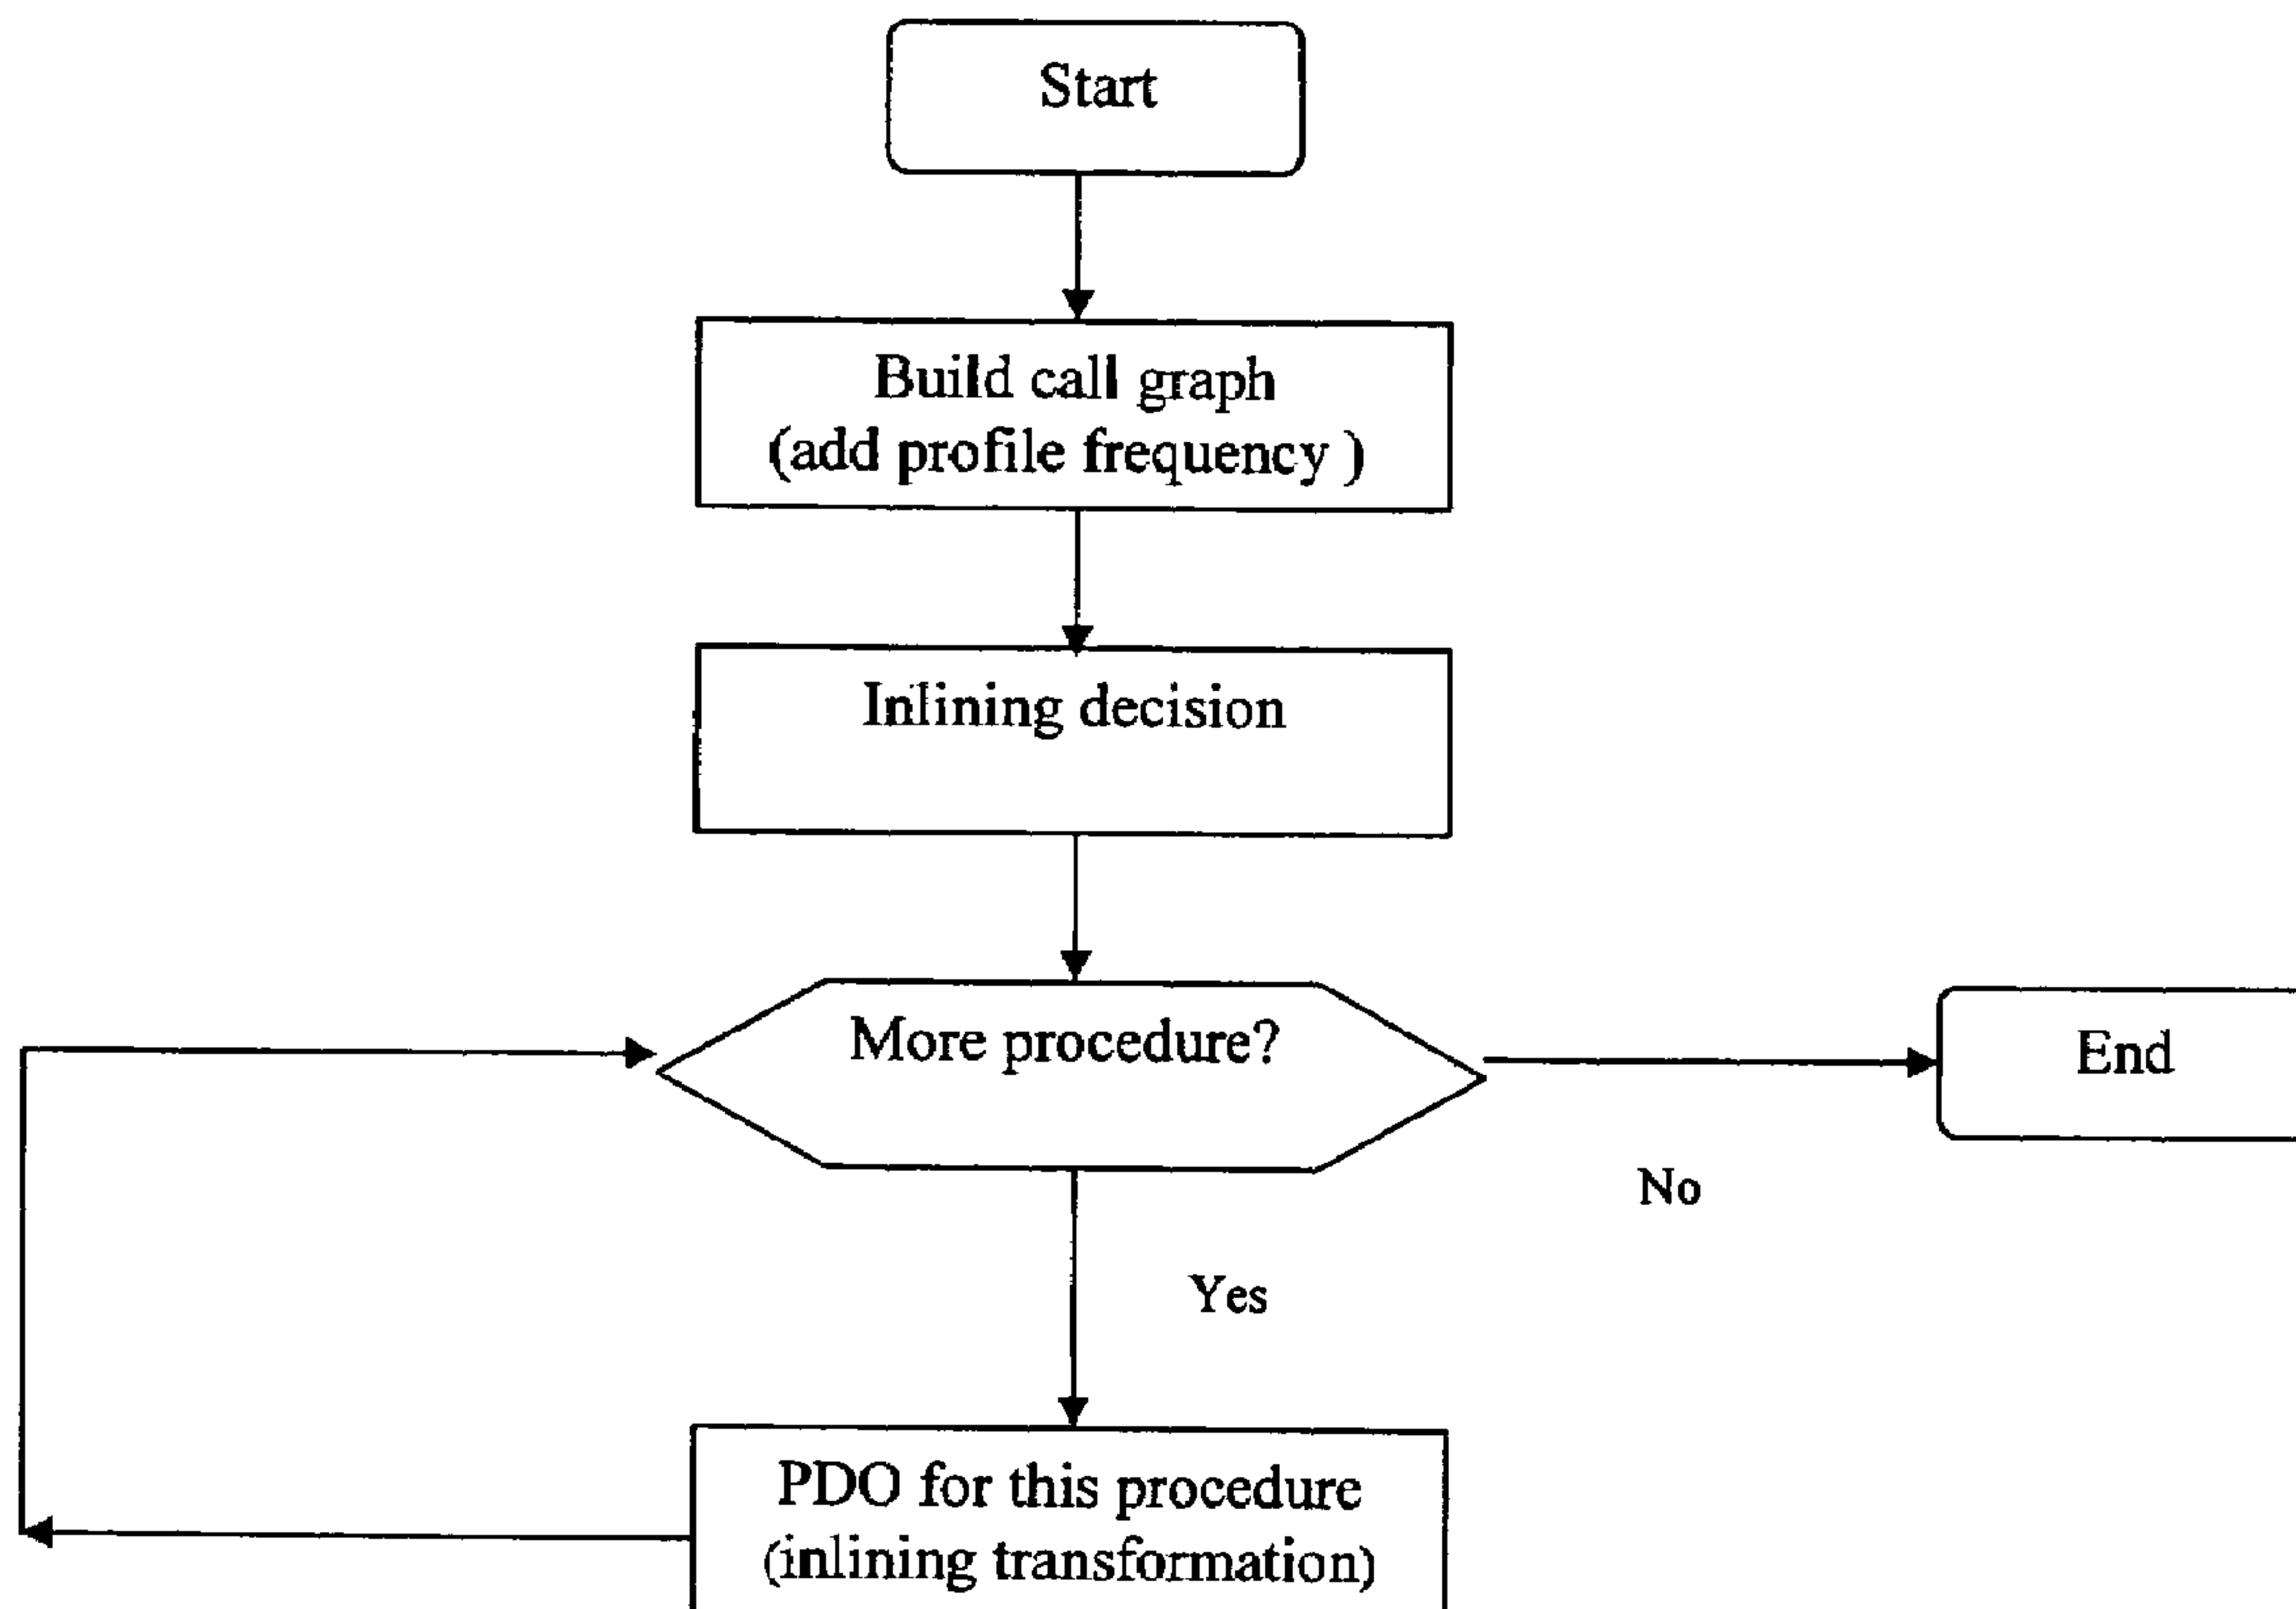 Start
Build call graph
(add profile frequency )
Inlining decision
More procedure?
End
No
Yes
PDO for this procedure
(inlining transformation)